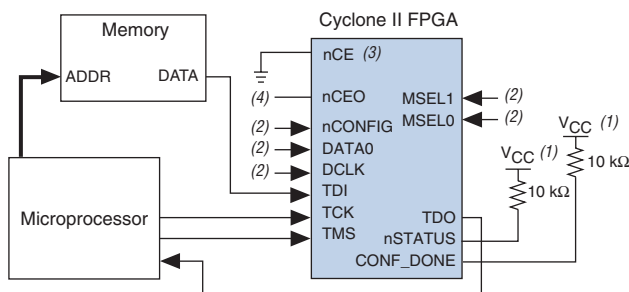 Cyclone II FPGA
Memory
ADDR
DATA
nCE (3)
(4)
nCEO
(2)
nCONFIG
(2)
DATA0
(2)
DCLK
TDI
TCK
TMS
MSEL1
(2)
MSEL0
(2)
VCC (1)
10 kΩ
VCC (1)
10 kΩ
Microprocessor
TDO
nSTATUS
CONF_DONE